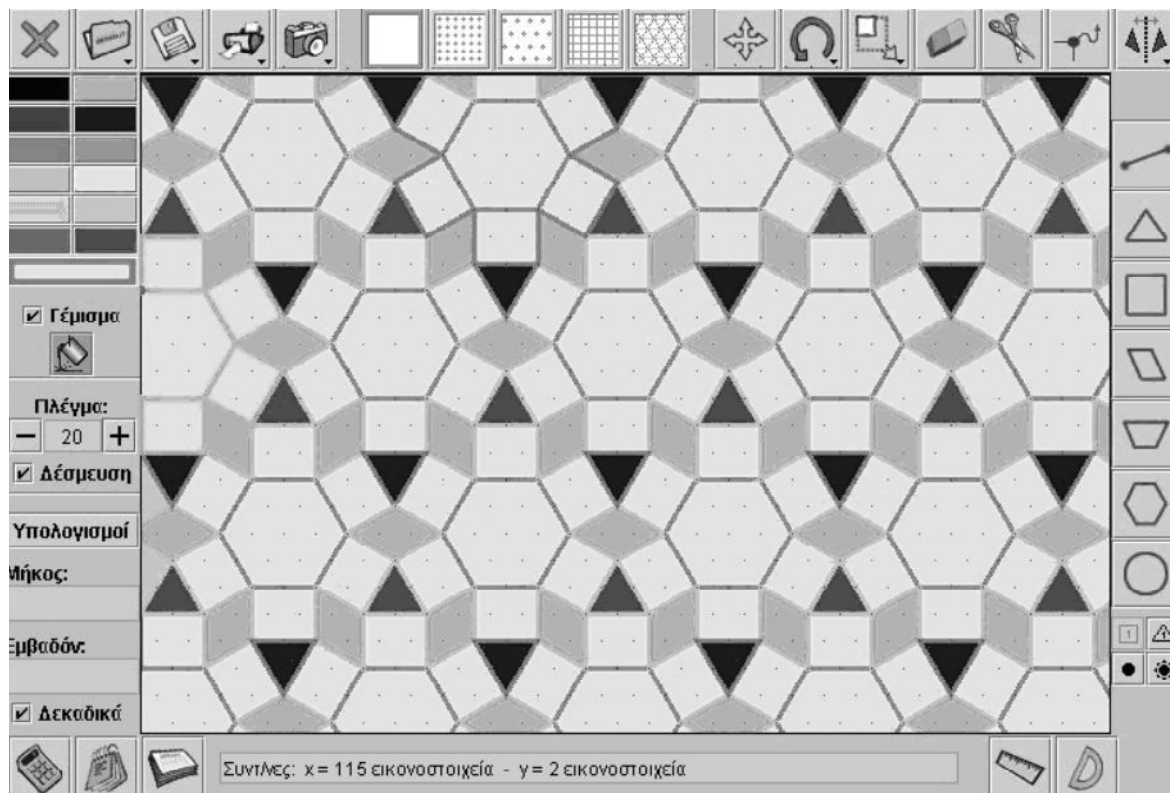 Γέμισμα
Πλέγμα:
20
Δέσμευση
Υπολογισμοί
Μήκος:
Εμβαδόν:
Δεκαδικά
Συντ/νες: x = 115 εικονοστοιχεία - y = 2 εικονοστοιχεία